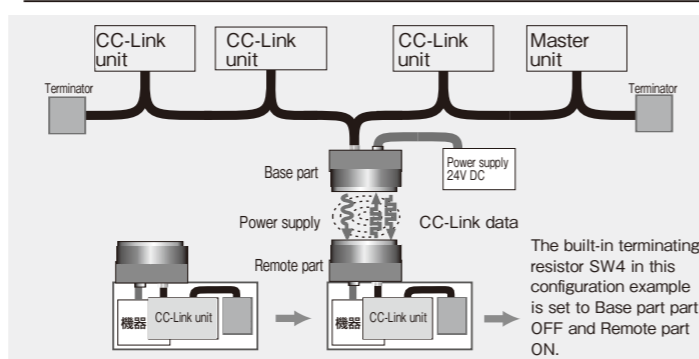 CC-Link
unit
CC-Link
unit
CC-Link
unit
Master
unit
Terminator
Terminator
Base part
Power supply
24V DC
Power supply
CC-Link data
Remote part
機器
CC-Link unit
機器
CC-Link unit
The built-in terminating
resistor SW4 in this
configuration example
is set to Base part part
OFF and Remote part
ON.